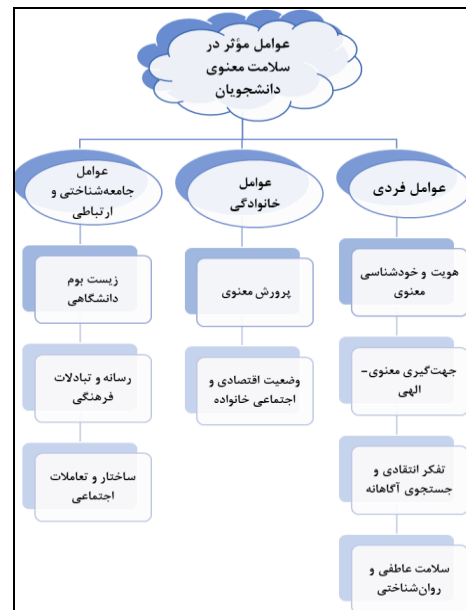 عوامل مؤثر در
سلامت معنوی
دانشجویان
عوامل فردی
هویت و خودشناسی
معنوی
جهت‌گیری معنوی-
الهی
تفکر انتقادی و
جستجوی آگاهانه
سلامت عاطفی و
روان‌شناختی
عوامل
خانوادگی
پرورش معنوی
وضعیت اقتصادی و
اجتماعی خانواده
عوامل
جامعه‌شناختی و
ارتباطی
زیست بوم
دانشگاهی
رسانه و تبادلات
فرهنگی
ساختار و تعاملات
اجتماعی